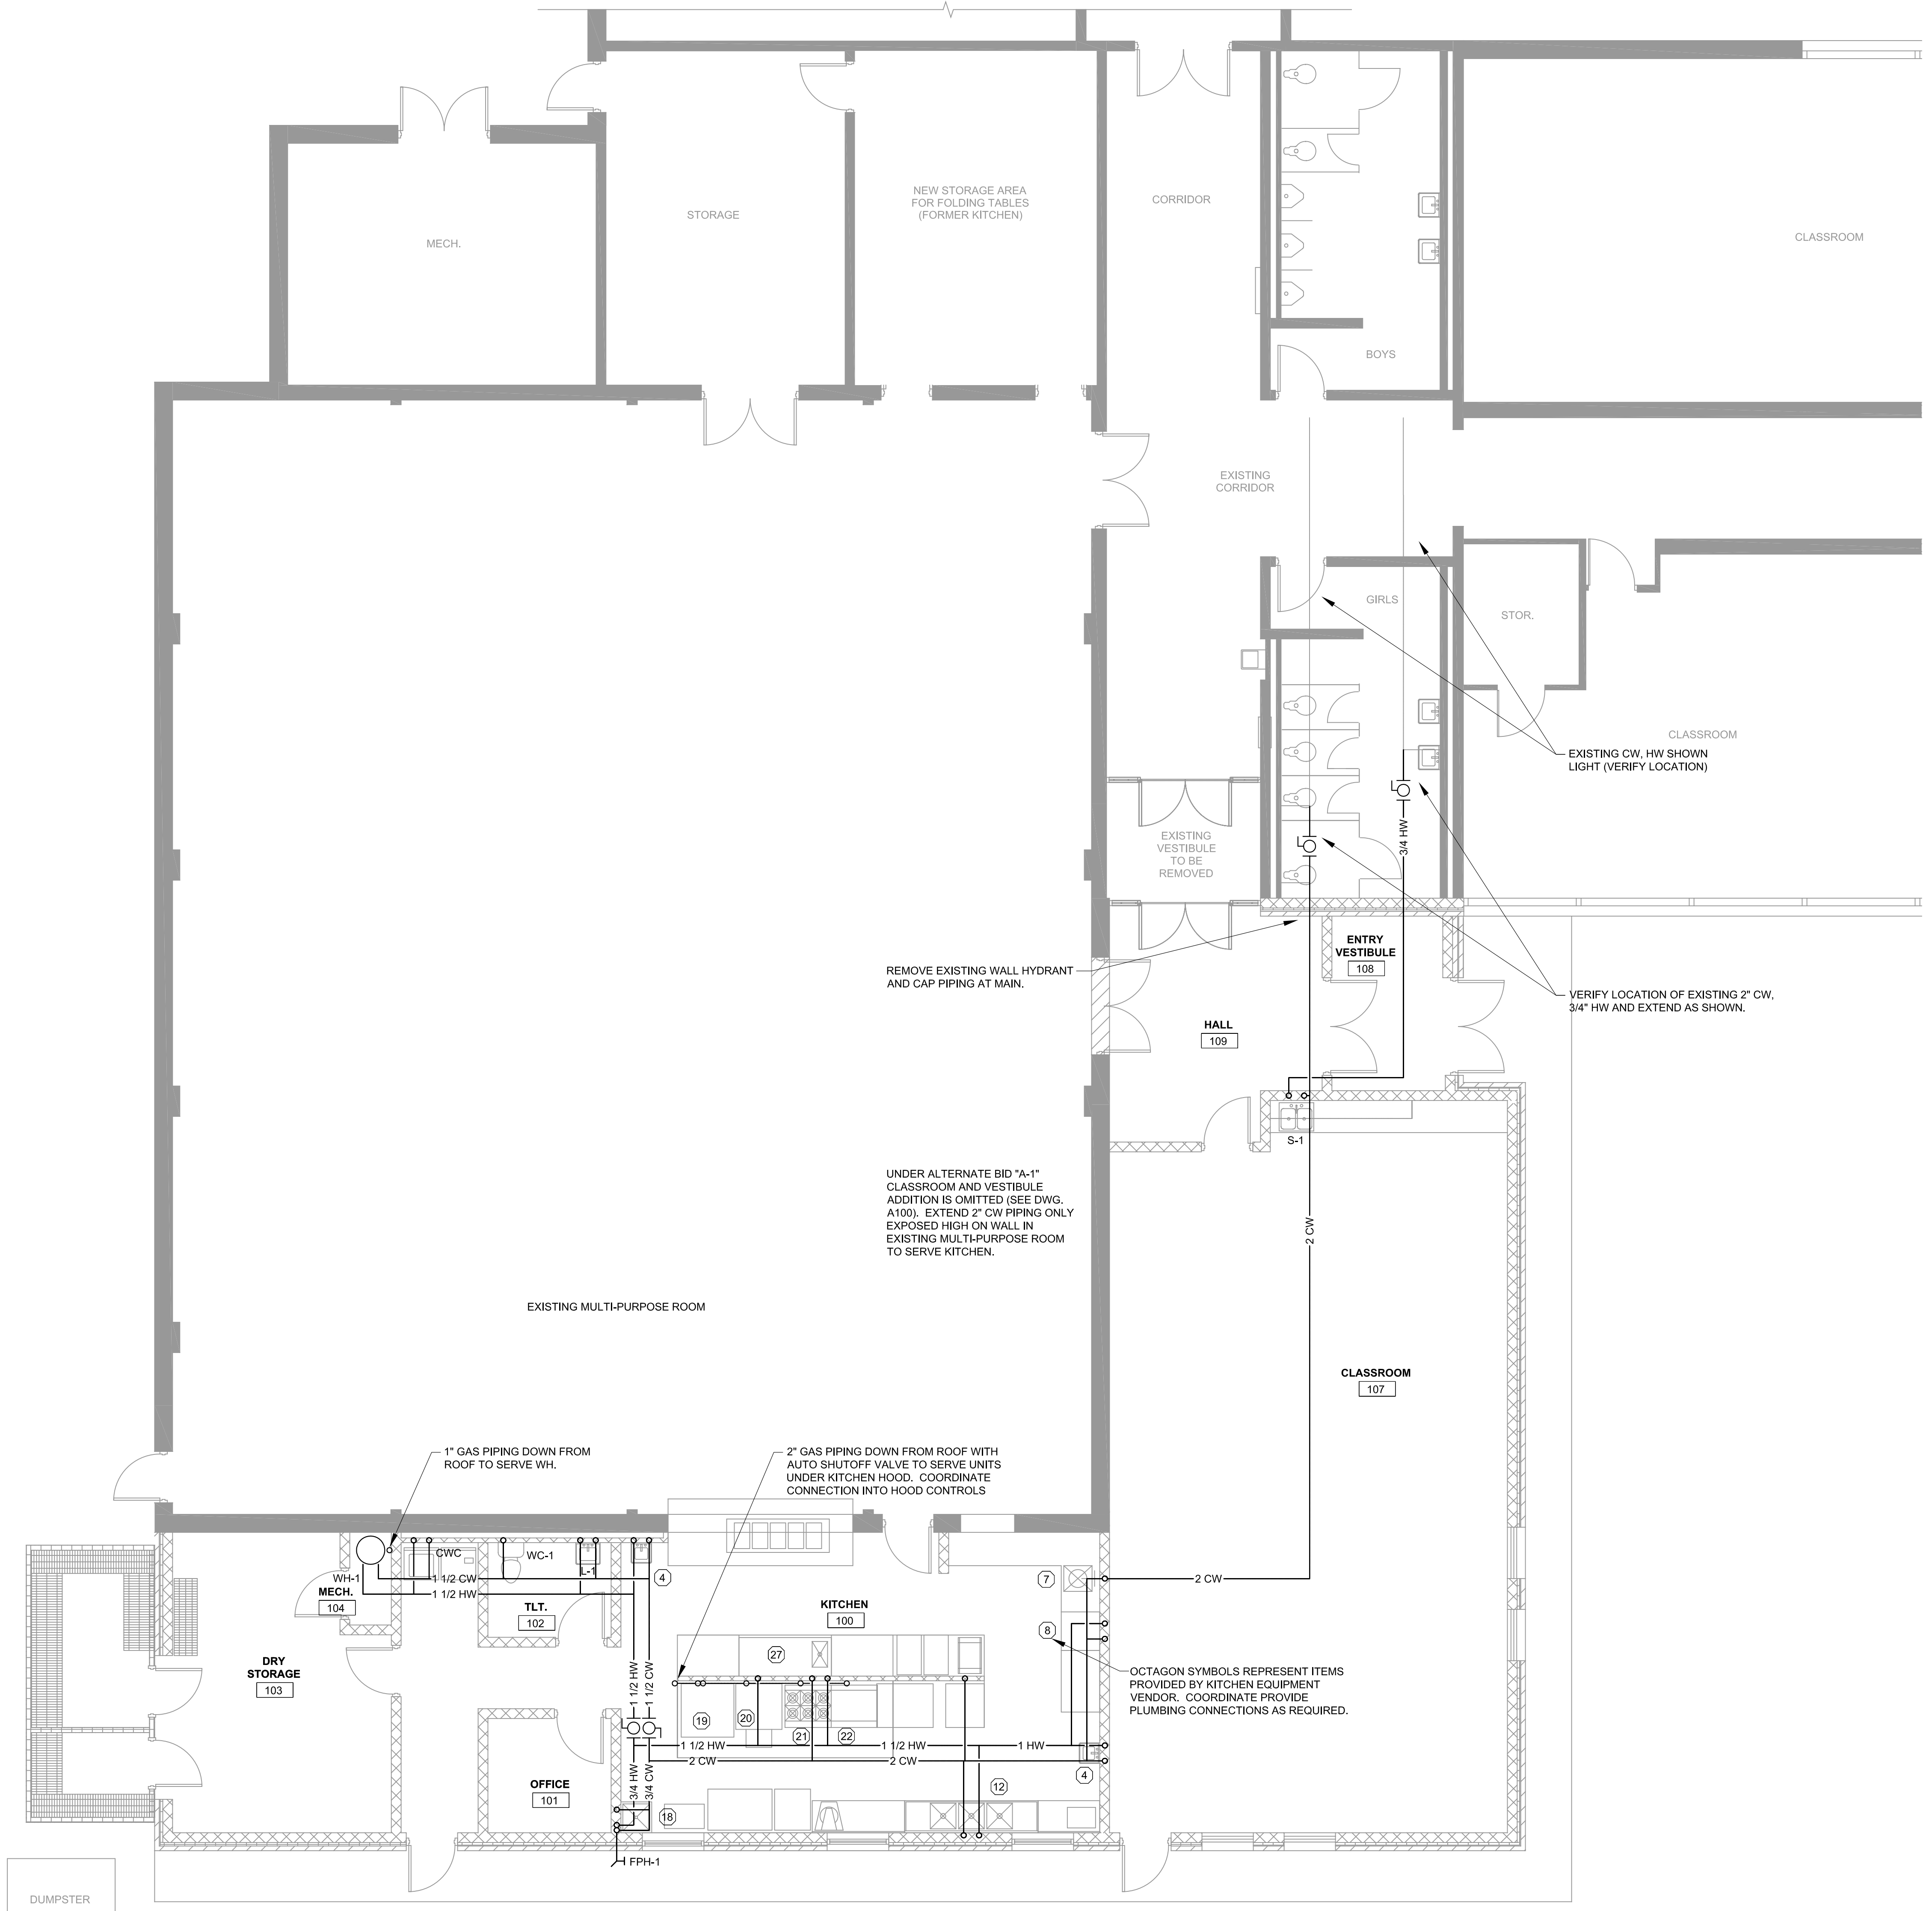 MECH.
STORAGE
NEW STORAGE AREA
FOR FOLDING TABLES
(FORMER KITCHEN)
CORRIDOR
BOYS
CLASSROOM
EXISTING
CORRIDOR
GIRLS
STOR.
CLASSROOM
EXISTING CW, HW SHOWN
LIGHT (VERIFY LOCATION)
3/4 HW
EXISTING
VESTIBULE
TO BE
REMOVED
REMOVE EXISTING WALL HYDRANT
AND CAP PIPING AT MAIN.
ENTRY
VESTIBULE
108
VERIFY LOCATION OF EXISTING 2" CW,
3/4" HW AND EXTEND AS SHOWN.
HALL
109
S-1
UNDER ALTERNATE BID "A-1"
CLASSROOM AND VESTIBULE
ADDITION IS OMITTED (SEE DWG.
A100). EXTEND 2" CW PIPING ONLY
EXPOSED HIGH ON WALL IN
EXISTING MULTI-PURPOSE ROOM
TO SERVE KITCHEN.
2 CW
EXISTING MULTI-PURPOSE ROOM
CLASSROOM
107
1" GAS PIPING DOWN FROM
ROOF TO SERVE WH.
2" GAS PIPING DOWN FROM ROOF WITH
AUTO SHUTOFF VALVE TO SERVE UNITS
UNDER KITCHEN HOOD. COORDINATE
CONNECTION INTO HOOD CONTROLS
CWC
WC-1
L-1
WH-1
1 1/2 CW
1 1/2 HW
4
7
2 CW
MECH.
104
TLT.
102
KITCHEN
100
8
27
DRY
STORAGE
103
1 1/2 HW
1 1/2 CW
OCTAGON SYMBOLS REPRESENT ITEMS
PROVIDED BY KITCHEN EQUIPMENT
VENDOR. COORDINATE PROVIDE
PLUMBING CONNECTIONS AS REQUIRED.
19
20
21
22
1 1/2 HW
1 1/2 HW
1 HW
2 CW
2 CW
4
3/4 HW
3/4 CW
OFFICE
101
12
18
FPH-1
DUMPSTER